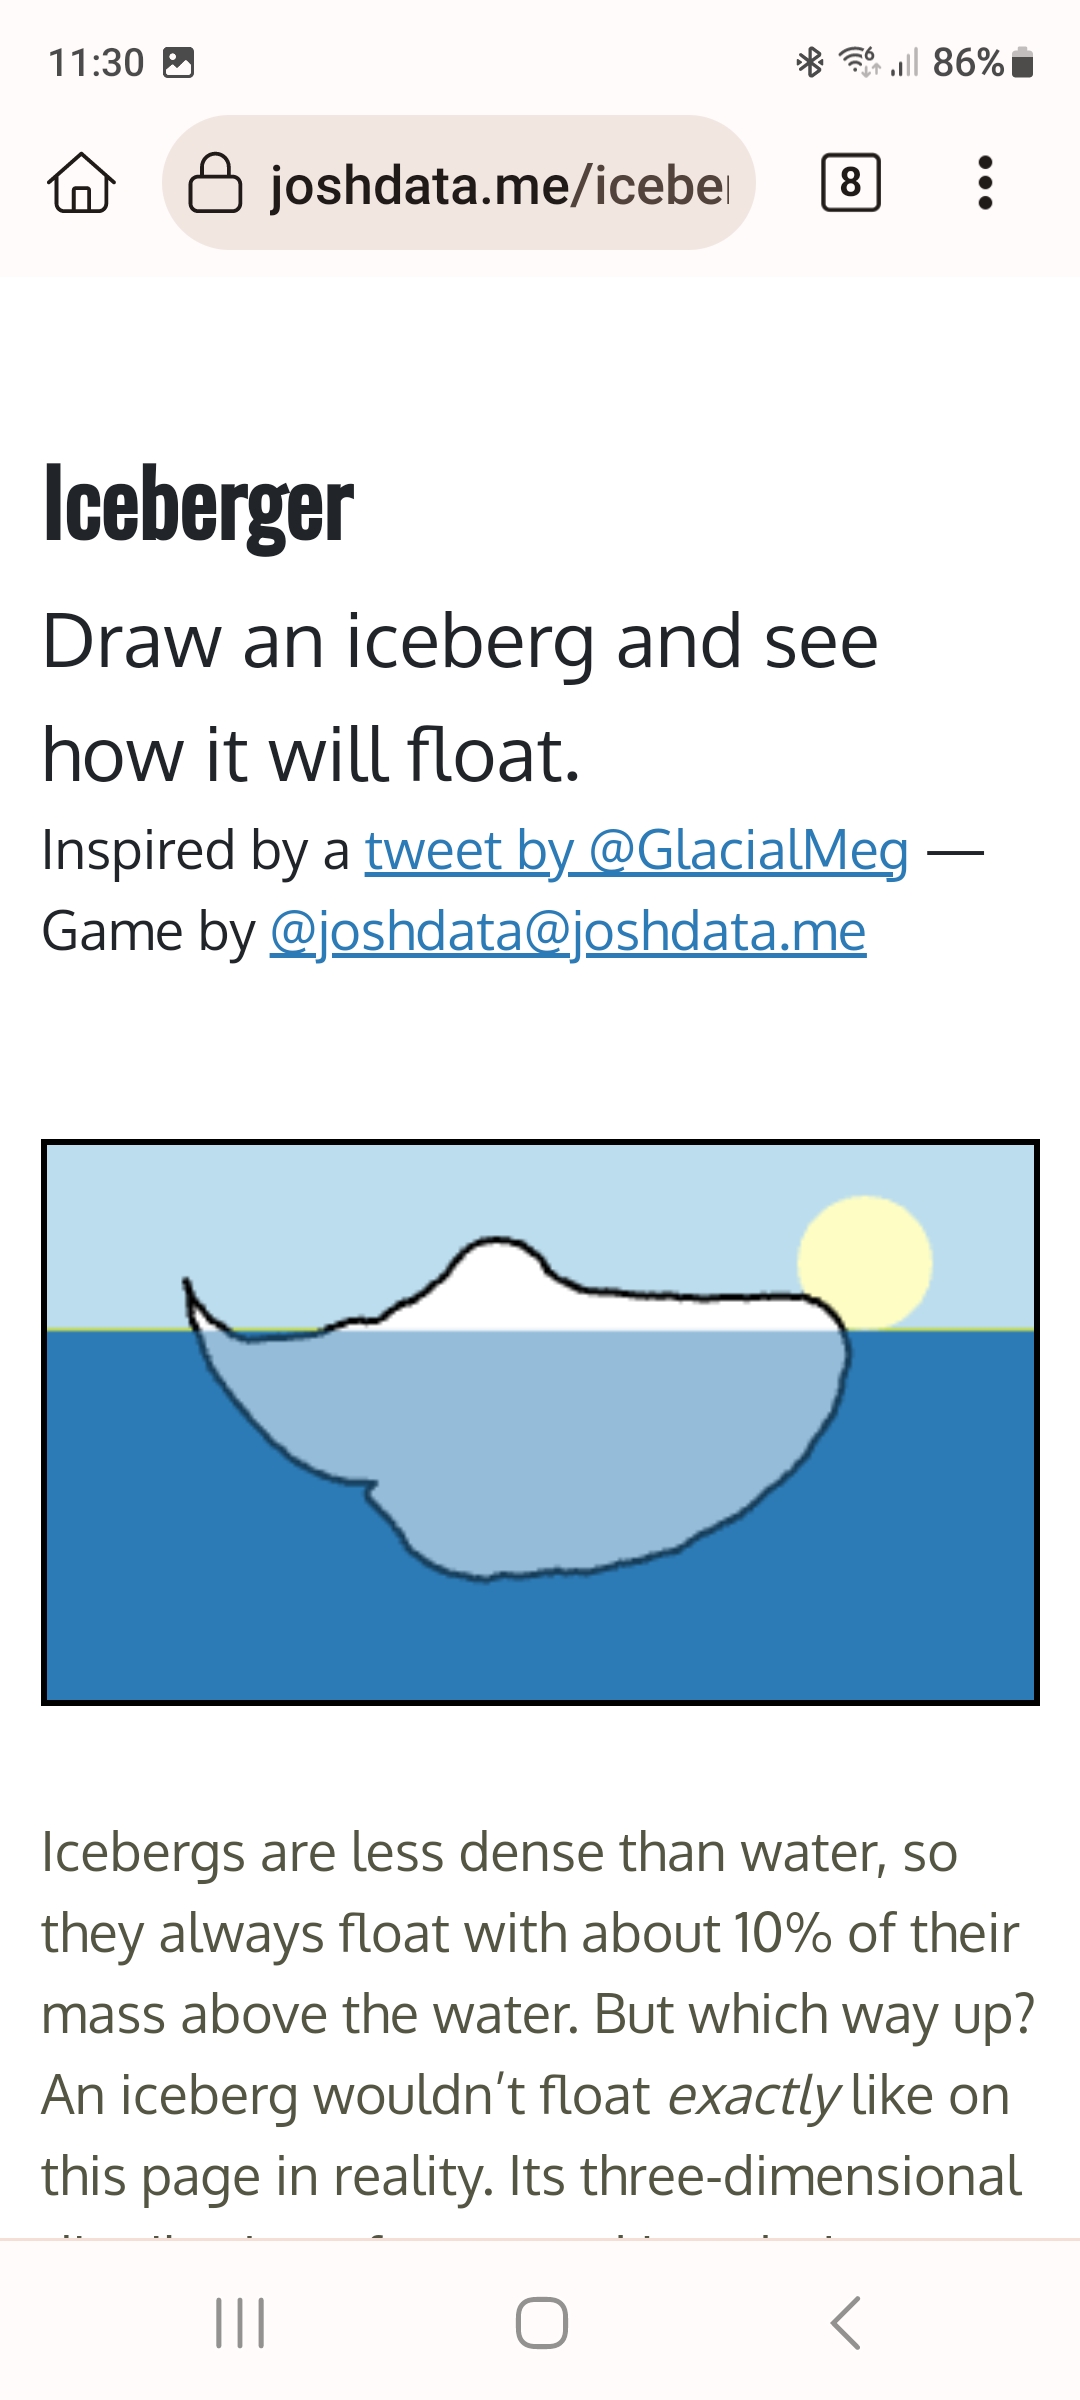 11:30
86%
joshdata.me/icebe
8
Iceberger
Draw an iceberg and see
how it will float.
Inspired by a tweet by @GlacialMeg —
Game by @joshdata@joshdata.me
Icebergs are less dense than water, so
they always float with about 10% of their
mass above the water. But which way up?
An iceberg wouldn't float exactly like on
this page in reality. Its three-dimensional